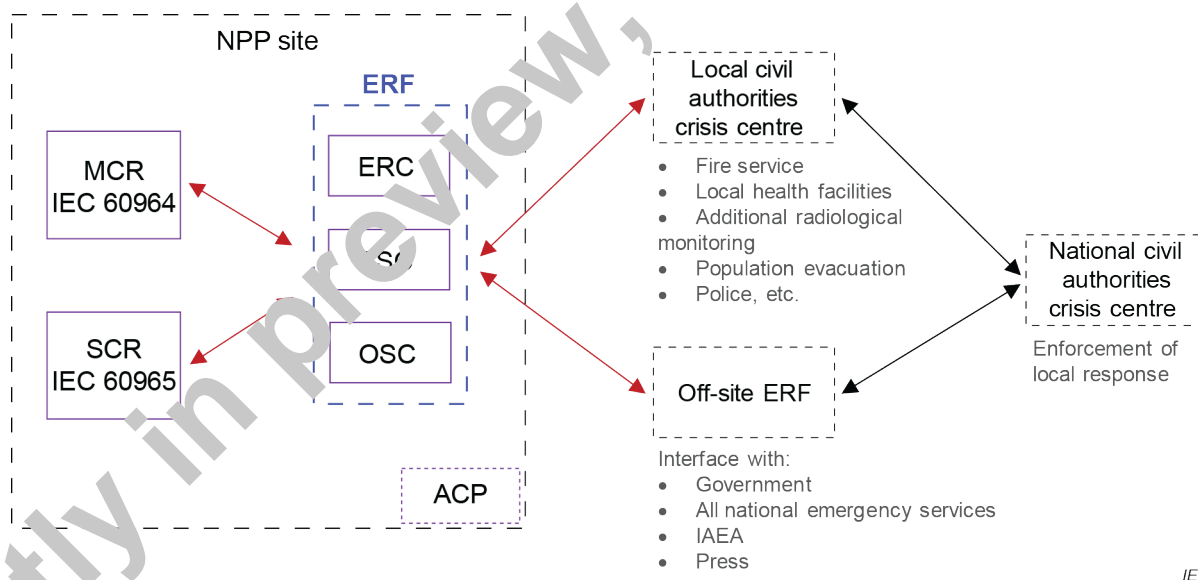 NPP site
ERF
MCR
IEC 60964
SCR
IEC 60965
ERC
OSC
ACP
Local civil
authorities
crisis centre
• Fire service
• Local health facilities
• Additional radiological
monitoring
• Population evacuation
• Police, etc.
Off-site ERF
Interface with:
• Government
• All national emergency services
• IAEA
• Press
National civil
authorities
crisis centre
Enforcement of
local response
tly in preview,